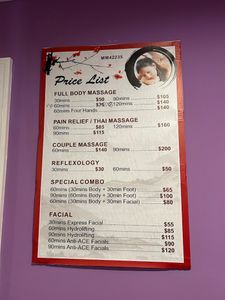 MM42235
Price List
FULL BODY MASSAGE
30mins $50 90mins $105
60mins $75 120mins $140
60mins Four Hands $140
PAIN RELIEF / THAI MASSAGE
60mins $85 120mins $160
90mins $115
COUPLE MASSAGE
60mins $140 90mins $200
REFLEXOLOGY
30mins $30 60mins $50
SPECIAL COMBO
60mins (30mins Body + 30min Foot) $65
90mins (60mins Body + 30min Foot) $100
60mins (30mins Body + 30min Facial) $80
FACIAL
30mins Express Facial $55
60mins Hydrolifting $85
90mins Hydrolifting $115
60mins Anti-ACE Facials $90
90mins Anti-ACE Facials $120